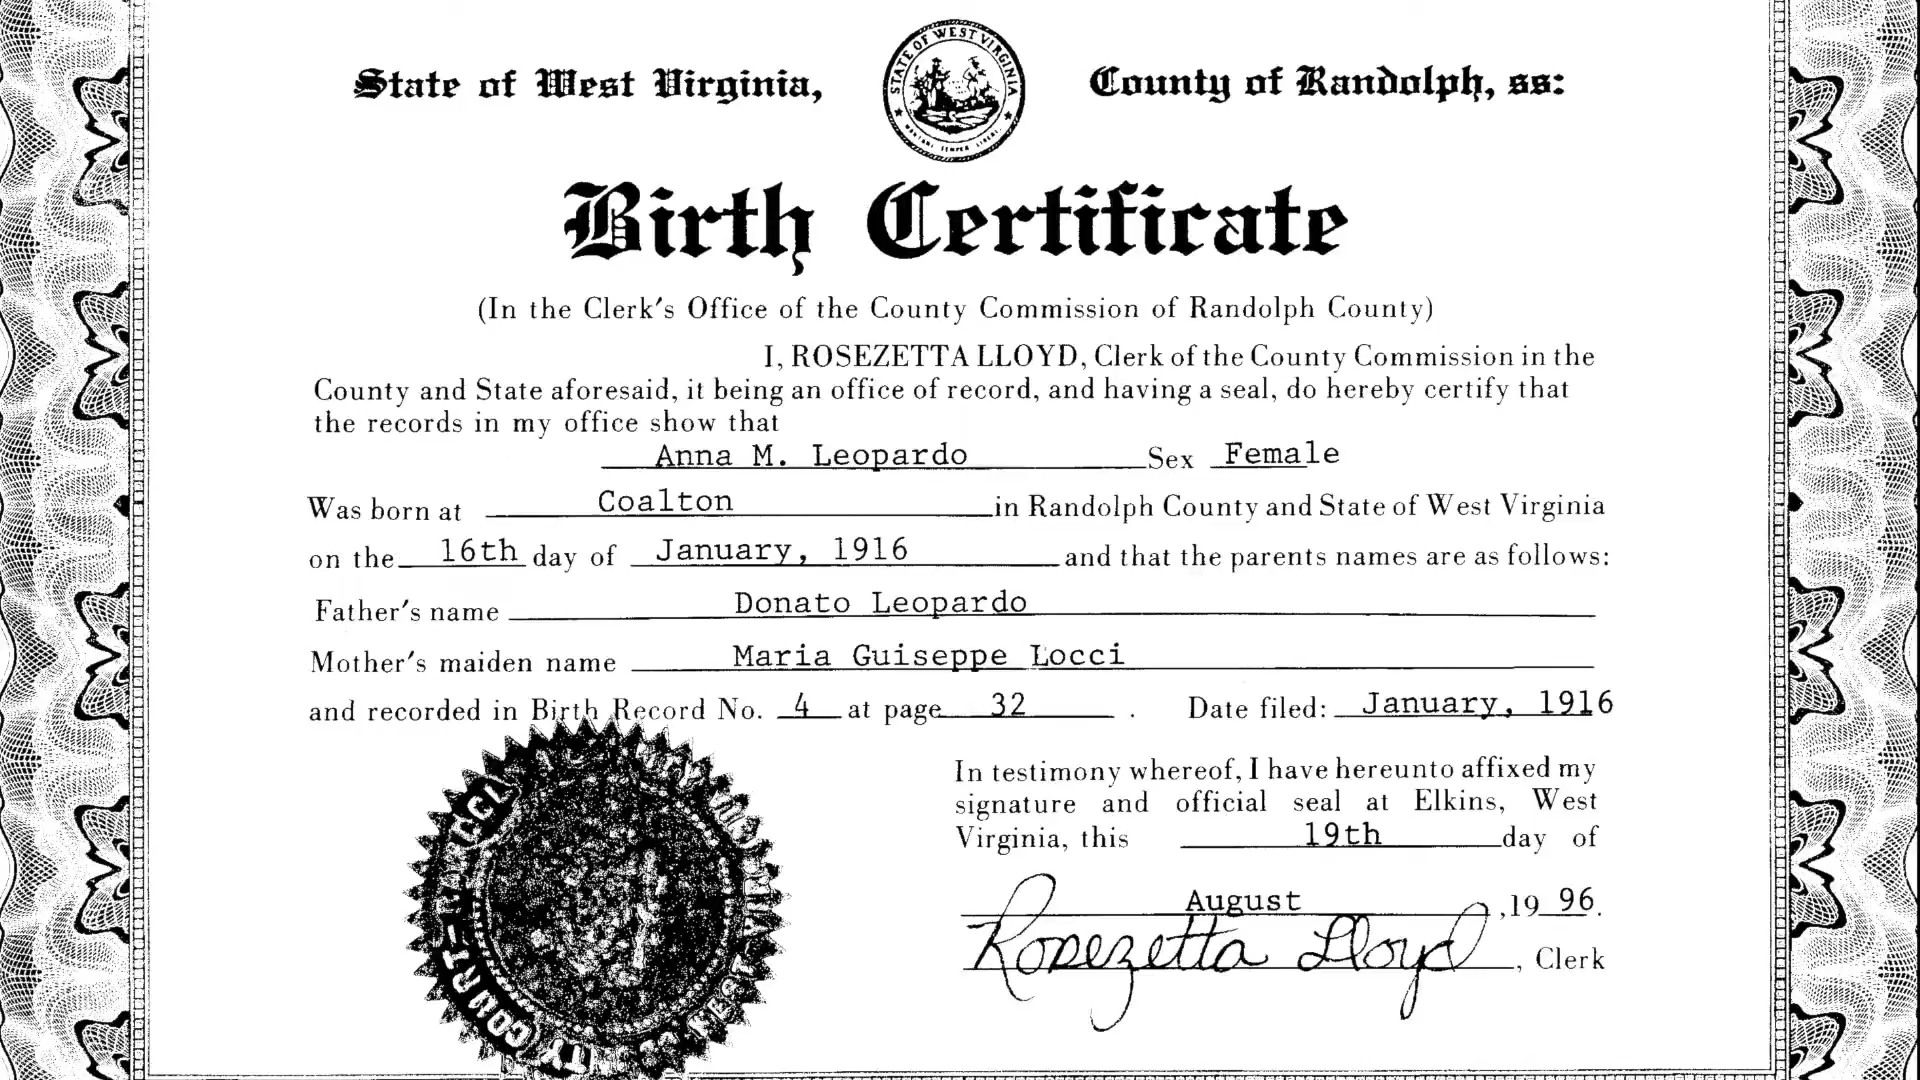 State of West Virginia,
STATE OF WEST VIRGINIA
MONTANI SEMPER LIBERI
County of Randolph, ss:
Birth Certificate
(In the Clerk's Office of the County Commission of Randolph County)
I, ROSEZETTA LLOYD, Clerk of the County Commission in the
County and State aforesaid, it being an office of record, and having a seal, do hereby certify that
the records in my office show that
Anna M. Leopardo Sex Female
Was born at Coalton in Randolph County and State of West Virginia
on the 16th day of January, 1916 and that the parents names are as follows:
Father's name Donato Leopardo
Mother's maiden name Maria Guiseppe Locci
and recorded in Birth Record No. 4 at page 32 . Date filed: January, 1916
In testimony whereof, I have hereunto affixed my
signature and official seal at Elkins, West
Virginia, this 19th day of
August ,19 96.
Rosezetta Lloyd , Clerk